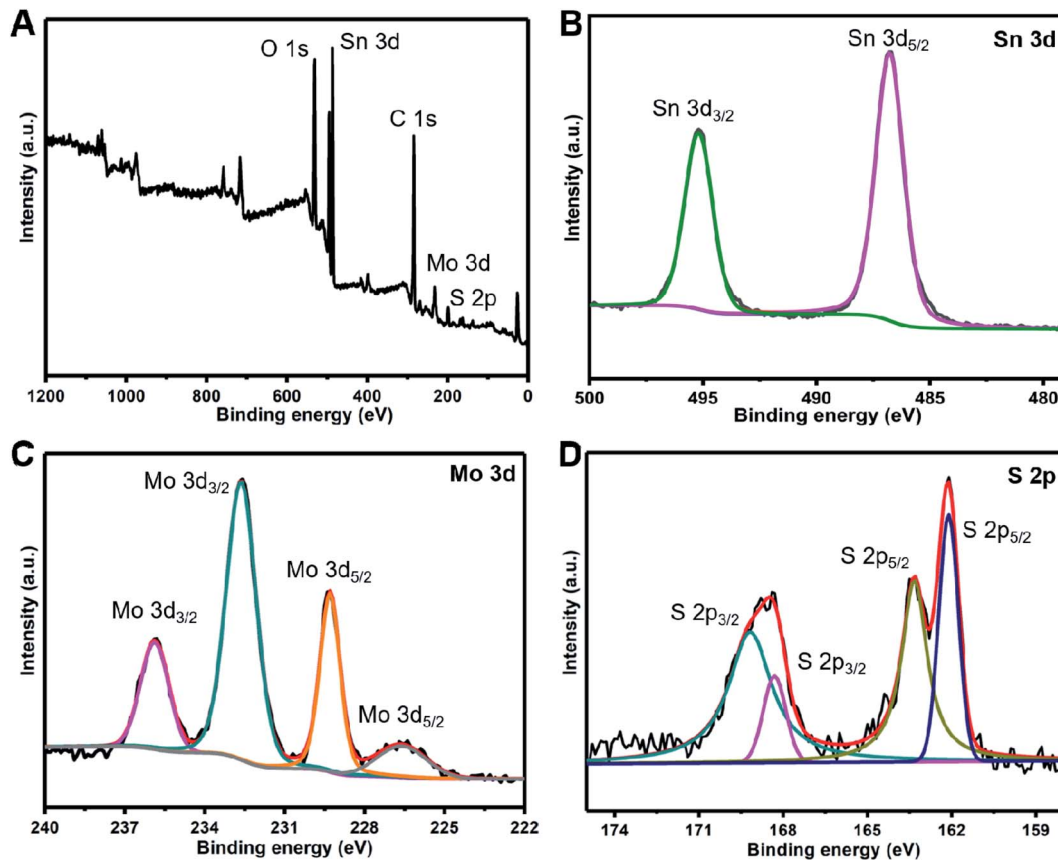 A
O 1s
Sn 3d
C 1s
Mo 3d
S 2p
Intensity (a.u.)
1200 1000 800 600 400 200 0
Binding energy (eV)
B
Sn 3d
Sn 3d5/2
Sn 3d3/2
Intensity (a.u.)
500 495 490 485 480
Binding energy (eV)
C
Mo 3d
Mo 3d3/2
Mo 3d5/2
Mo 3d3/2
Mo 3d5/2
Intensity (a.u.)
240 237 234 231 228 225 222
Binding energy (eV)
D
S 2p
S 2p5/2
S 2p5/2
S 2p3/2
S 2p3/2
Intensity (a.u.)
174 171 168 165 162 159
Binding energy (eV)